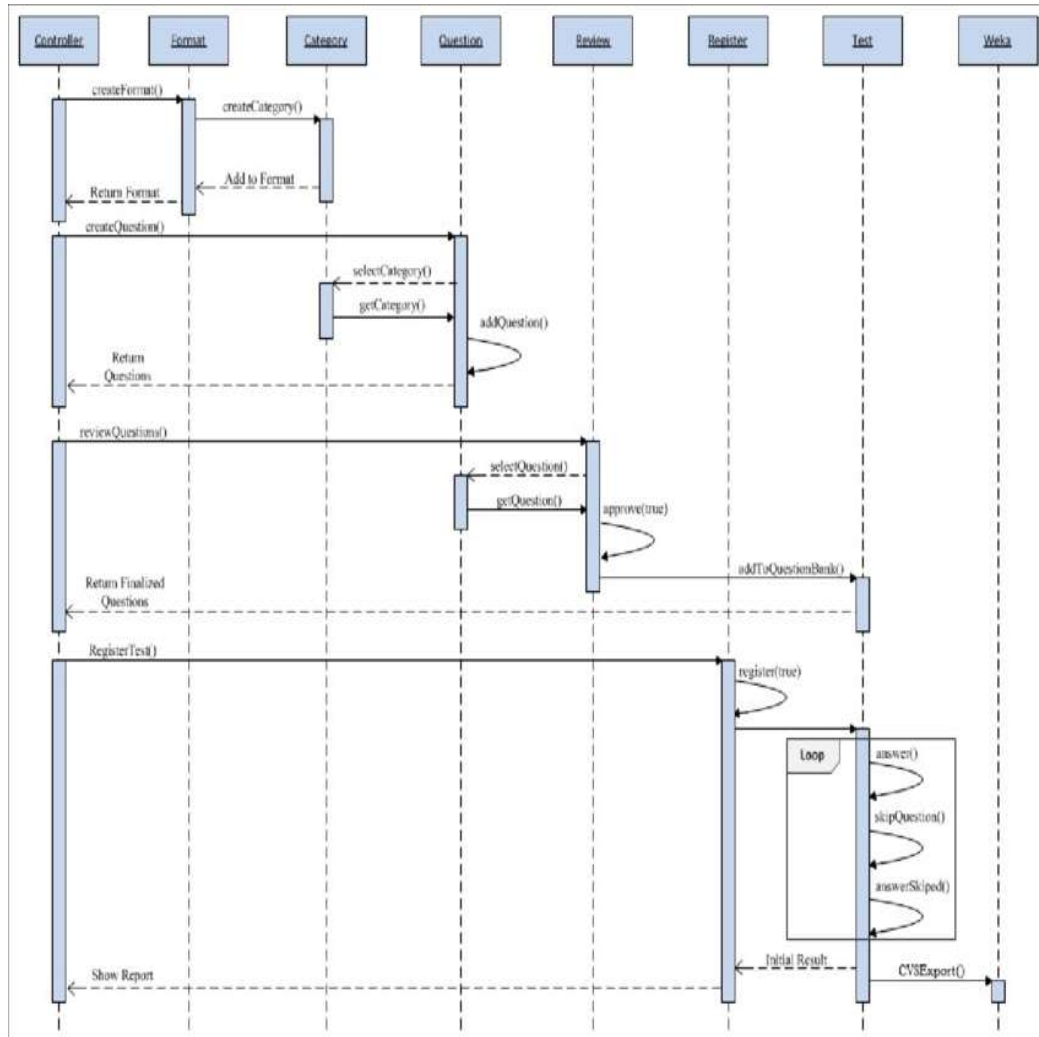 Controller
Format
Category
Question
Review
Register
Test
Weka
createFormat()
createCategory()
Add to Format
Return Format
createQuestion()
selectCategory()
getCategory()
addQuestion()
Return
Questions
reviewQuestions()
selectQuestion()
getQuestion()
approve(true)
addToQuestionBank()
Return Finalized
Questions
RegisterTest()
register(true)
Loop
answer()
skipQuestion()
answerSkiped()
Initial Result
Show Report
CVSExport()